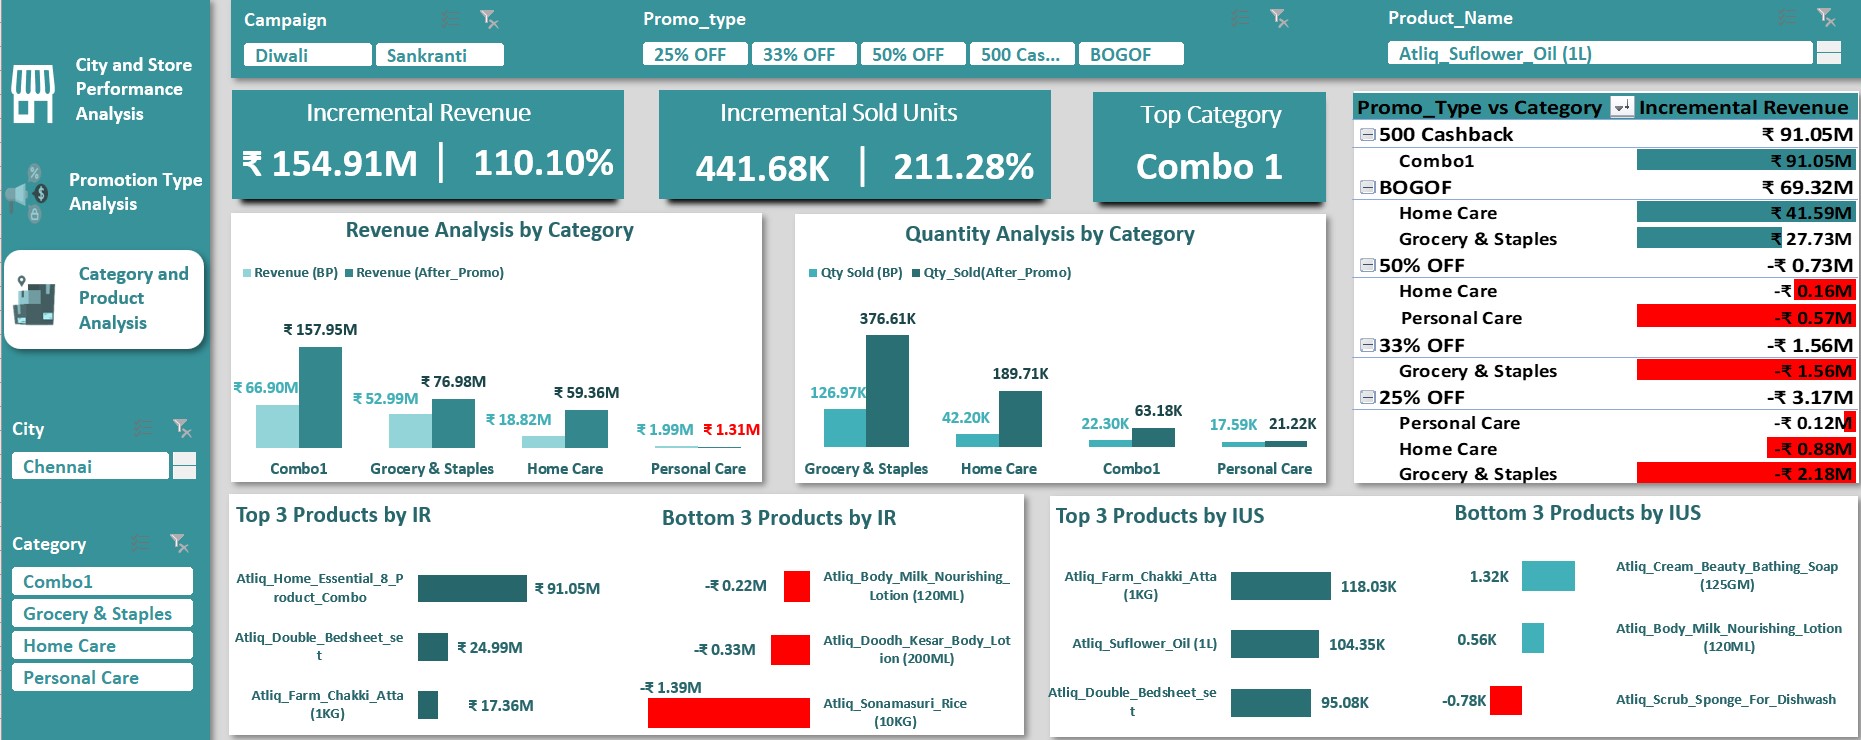 City and Store
Performance
Analysis
Promotion Type
Analysis
Category and
Product
Analysis
City
Chennai
Category
Combo1
Grocery & Staples
Home Care
Personal Care
Campaign
Diwali
Sankranti
Promo_type
25% OFF
33% OFF
50% OFF
500 Cas...
BOGOF
Product_Name
Atliq_Suflower_Oil (1L)
Incremental Revenue
₹ 154.91M | 110.10%
Incremental Sold Units
441.68K | 211.28%
Top Category
Combo 1
Promo_Type vs Category Incremental Revenue
500 Cashback ₹ 91.05M
Combo1 ₹ 91.05M
BOGOF ₹ 69.32M
Home Care ₹ 41.59M
Grocery & Staples ₹ 27.73M
50% OFF -₹ 0.73M
Home Care -₹ 0.16M
Personal Care -₹ 0.57M
33% OFF -₹ 1.56M
Grocery & Staples -₹ 1.56M
25% OFF -₹ 3.17M
Personal Care -₹ 0.12M
Home Care -₹ 0.88M
Grocery & Staples -₹ 2.18M
Revenue Analysis by Category
Revenue (BP) Revenue (After_Promo)
₹ 157.95M
₹ 66.90M
₹ 76.98M
₹ 52.99M
₹ 59.36M
₹ 18.82M
₹ 1.99M
₹ 1.31M
Combo1 Grocery & Staples Home Care Personal Care
Quantity Analysis by Category
Qty Sold (BP) Qty_Sold(After_Promo)
376.61K
126.97K
189.71K
42.20K
63.18K
22.30K
17.59K
21.22K
Grocery & Staples Home Care Combo1 Personal Care
Top 3 Products by IR
Atliq_Home_Essential_8_P
roduct_Combo
₹ 91.05M
Atliq_Double_Bedsheet_se
t
₹ 24.99M
Atliq_Farm_Chakki_Atta
(1KG)
₹ 17.36M
Bottom 3 Products by IR
-₹ 0.22M
Atliq_Body_Milk_Nourishing_
Lotion (120ML)
-₹ 0.33M
Atliq_Doodh_Kesar_Body_Lot
ion (200ML)
-₹ 1.39M
Atliq_Sonamasuri_Rice
(10KG)
Top 3 Products by IUS
Atliq_Farm_Chakki_Atta
(1KG)
118.03K
Atliq_Suflower_Oil (1L)
104.35K
Atliq_Double_Bedsheet_se
t
95.08K
Bottom 3 Products by IUS
1.32K
Atliq_Cream_Beauty_Bathing_Soap
(125GM)
0.56K
Atliq_Body_Milk_Nourishing_Lotion
(120ML)
-0.78K
Atliq_Scrub_Sponge_For_Dishwash